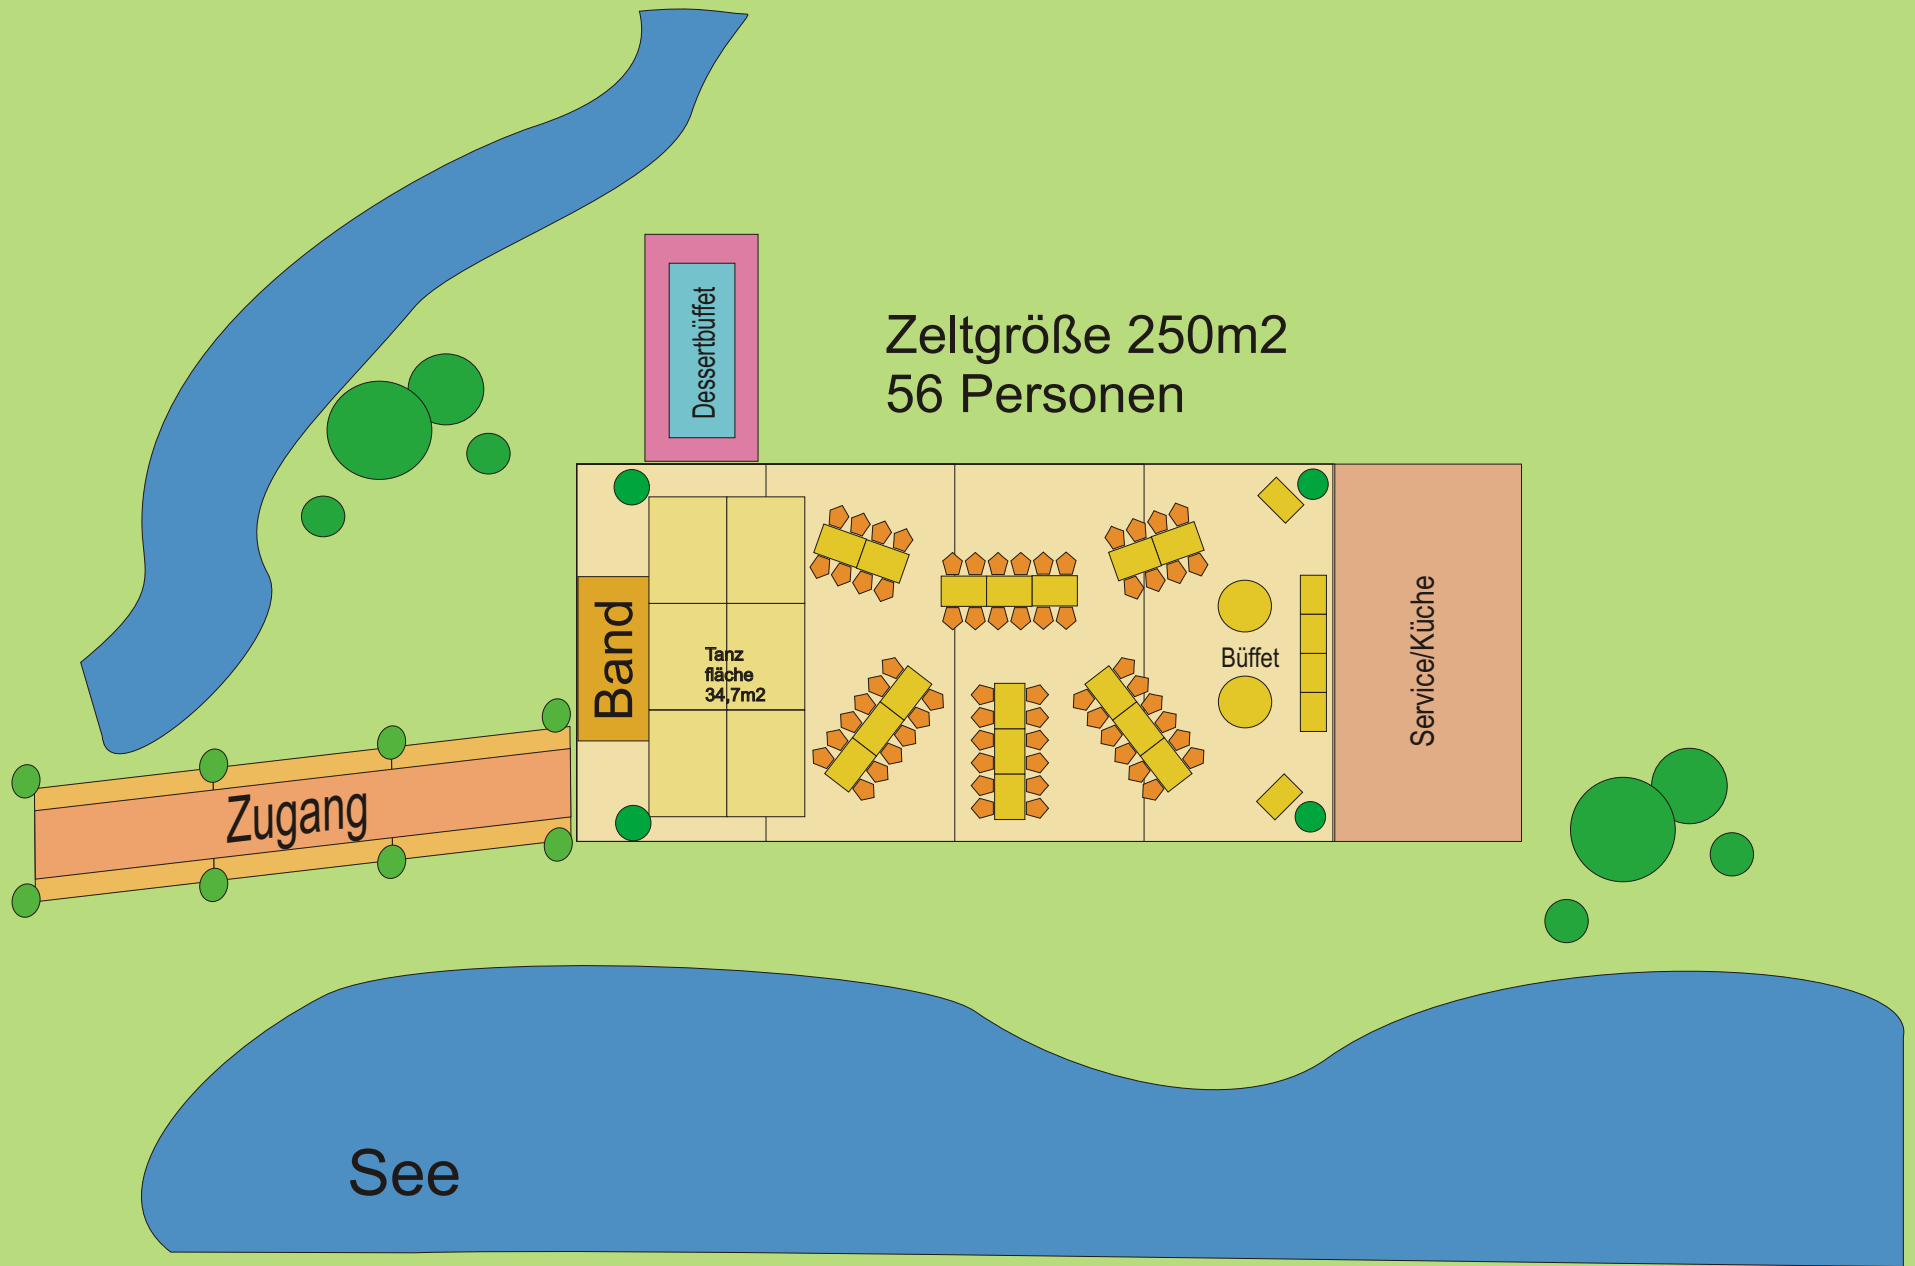 Dessertbüffet
Zeltgröße 250m2
56 Personen
Band
Tanz
fläche
34,7m2
Büffet
Service/Küche
Zugang
See